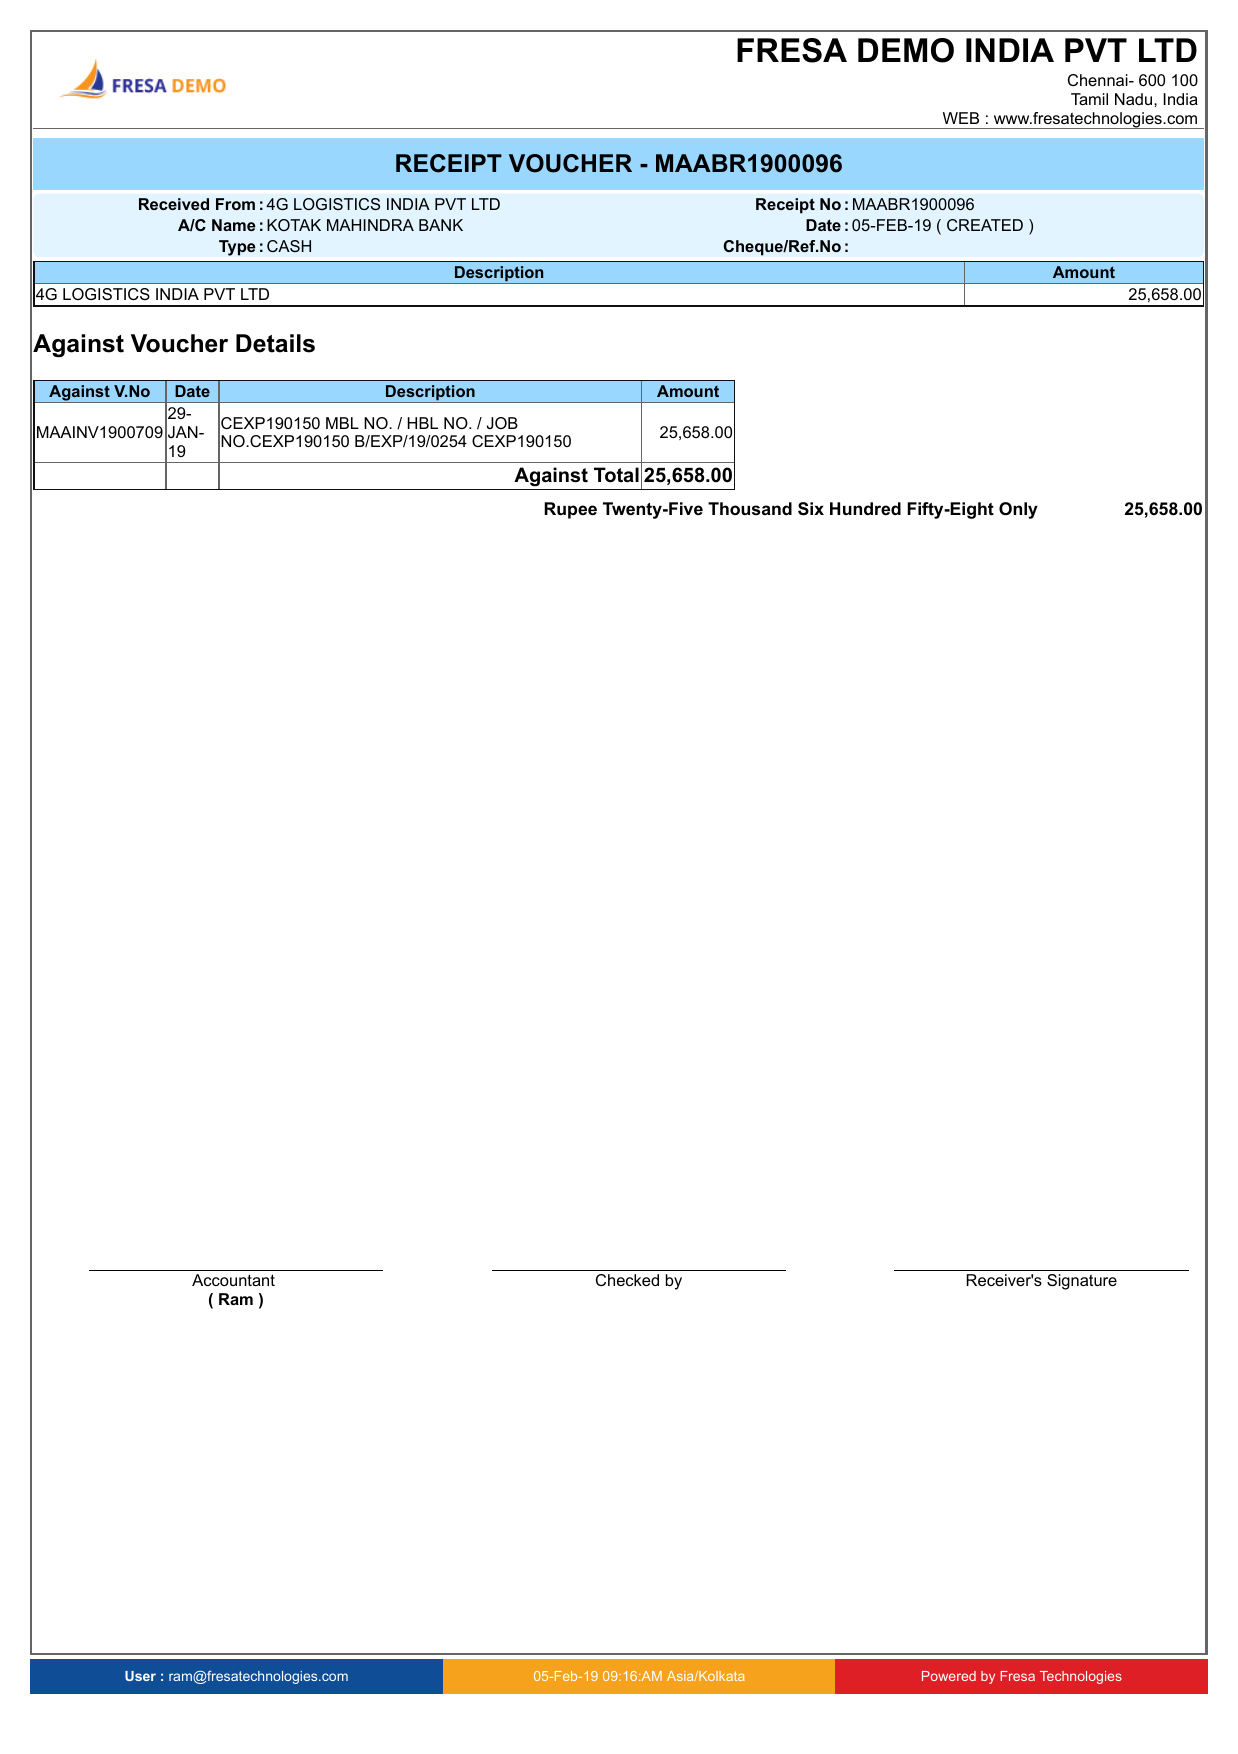 FRESA DEMO
FRESA DEMO INDIA PVT LTD
Chennai- 600 100
Tamil Nadu, India
WEB : www.fresatechnologies.com
RECEIPT VOUCHER - MAABR1900096
Received From : 4G LOGISTICS INDIA PVT LTD Receipt No : MAABR1900096
A/C Name : KOTAK MAHINDRA BANK Date : 05-FEB-19 ( CREATED )
Type : CASH Cheque/Ref.No :
Description Amount
4G LOGISTICS INDIA PVT LTD 25,658.00
Against Voucher Details
Against V.No Date Description Amount
MAAINV1900709
29-
JAN-
19
CEXP190150 MBL NO. / HBL NO. / JOB
NO.CEXP190150 B/EXP/19/0254 CEXP190150
25,658.00
Against Total 25,658.00
Rupee Twenty-Five Thousand Six Hundred Fifty-Eight Only 25,658.00
Accountant Checked by Receiver's Signature
( Ram )
User : ram@fresatechnologies.com 05-Feb-19 09:16:AM Asia/Kolkata Powered by Fresa Technologies